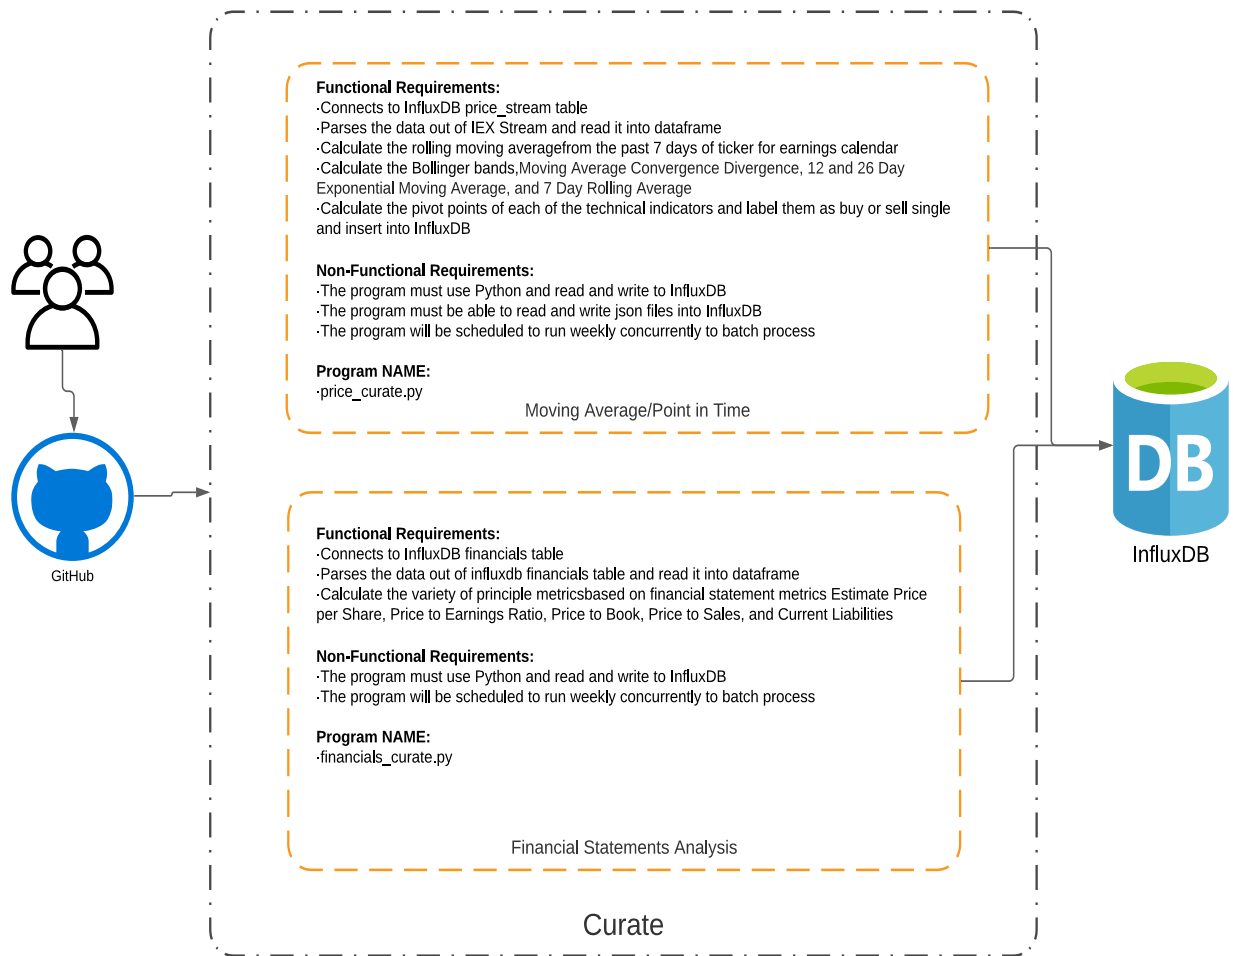 Functional Requirements:
·Connects to InfluxDB price_stream table
·Parses the data out of IEX Stream and read it into dataframe
·Calculate the rolling moving averagefrom the past 7 days of ticker for earnings calendar
·Calculate the Bollinger bands,Moving Average Convergence Divergence, 12 and 26 Day
Exponential Moving Average, and 7 Day Rolling Average
·Calculate the pivot points of each of the technical indicators and label them as buy or sell single
and insert into InfluxDB
Non-Functional Requirements:
·The program must use Python and read and write to InfluxDB
·The program must be able to read and write json files into InfluxDB
·The program will be scheduled to run weekly concurrently to batch process
Program NAME:
·price_curate.py
Moving Average/Point in Time
GitHub
Functional Requirements:
·Connects to InfluxDB financials table
·Parses the data out of influxdb financials table and read it into dataframe
·Calculate the variety of principle metricsbased on financial statement metrics Estimate Price
per Share, Price to Earnings Ratio, Price to Book, Price to Sales, and Current Liabilities
Non-Functional Requirements:
·The program must use Python and read and write to InfluxDB
·The program will be scheduled to run weekly concurrently to batch process
Program NAME:
·financials_curate.py
Financial Statements Analysis
Curate
DB
InfluxDB